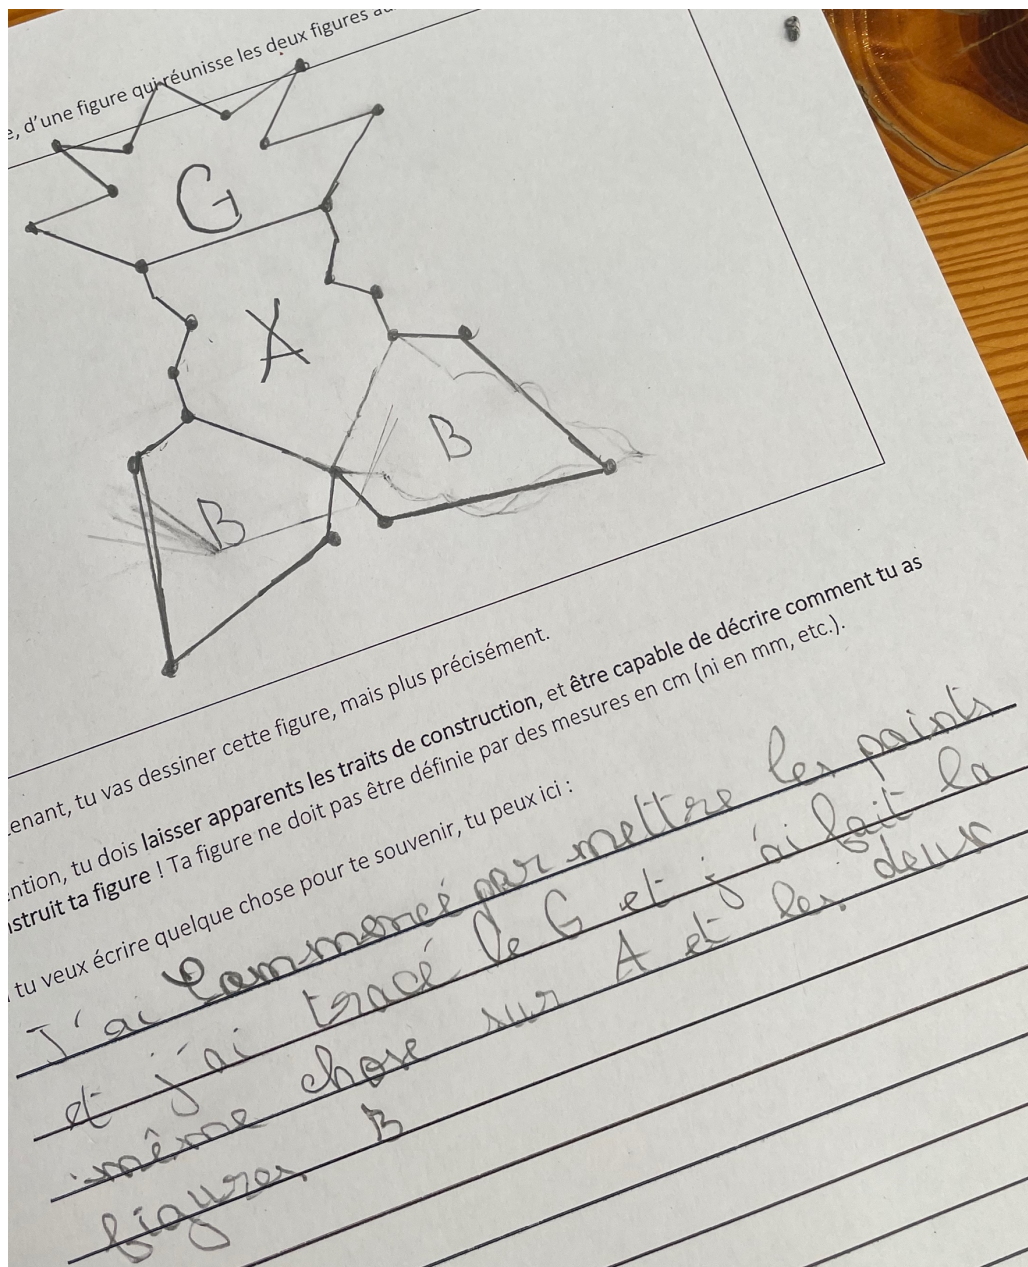 e, d'une figure qui réunisse les deux figures au
G
A
B
B
tenant, tu vas dessiner cette figure, mais plus précisément.
ention, tu dois laisser apparents les traits de construction, et être capable de décrire comment tu as
nstruit ta figure ! Ta figure ne doit pas être définie par des mesures en cm (ni en mm, etc.).
tu veux écrire quelque chose pour te souvenir, tu peux ici :
J'ai commencé par mettre les points
et j'ai tracé le G et j'ai fait la
même chose sur A et les deux
figures B